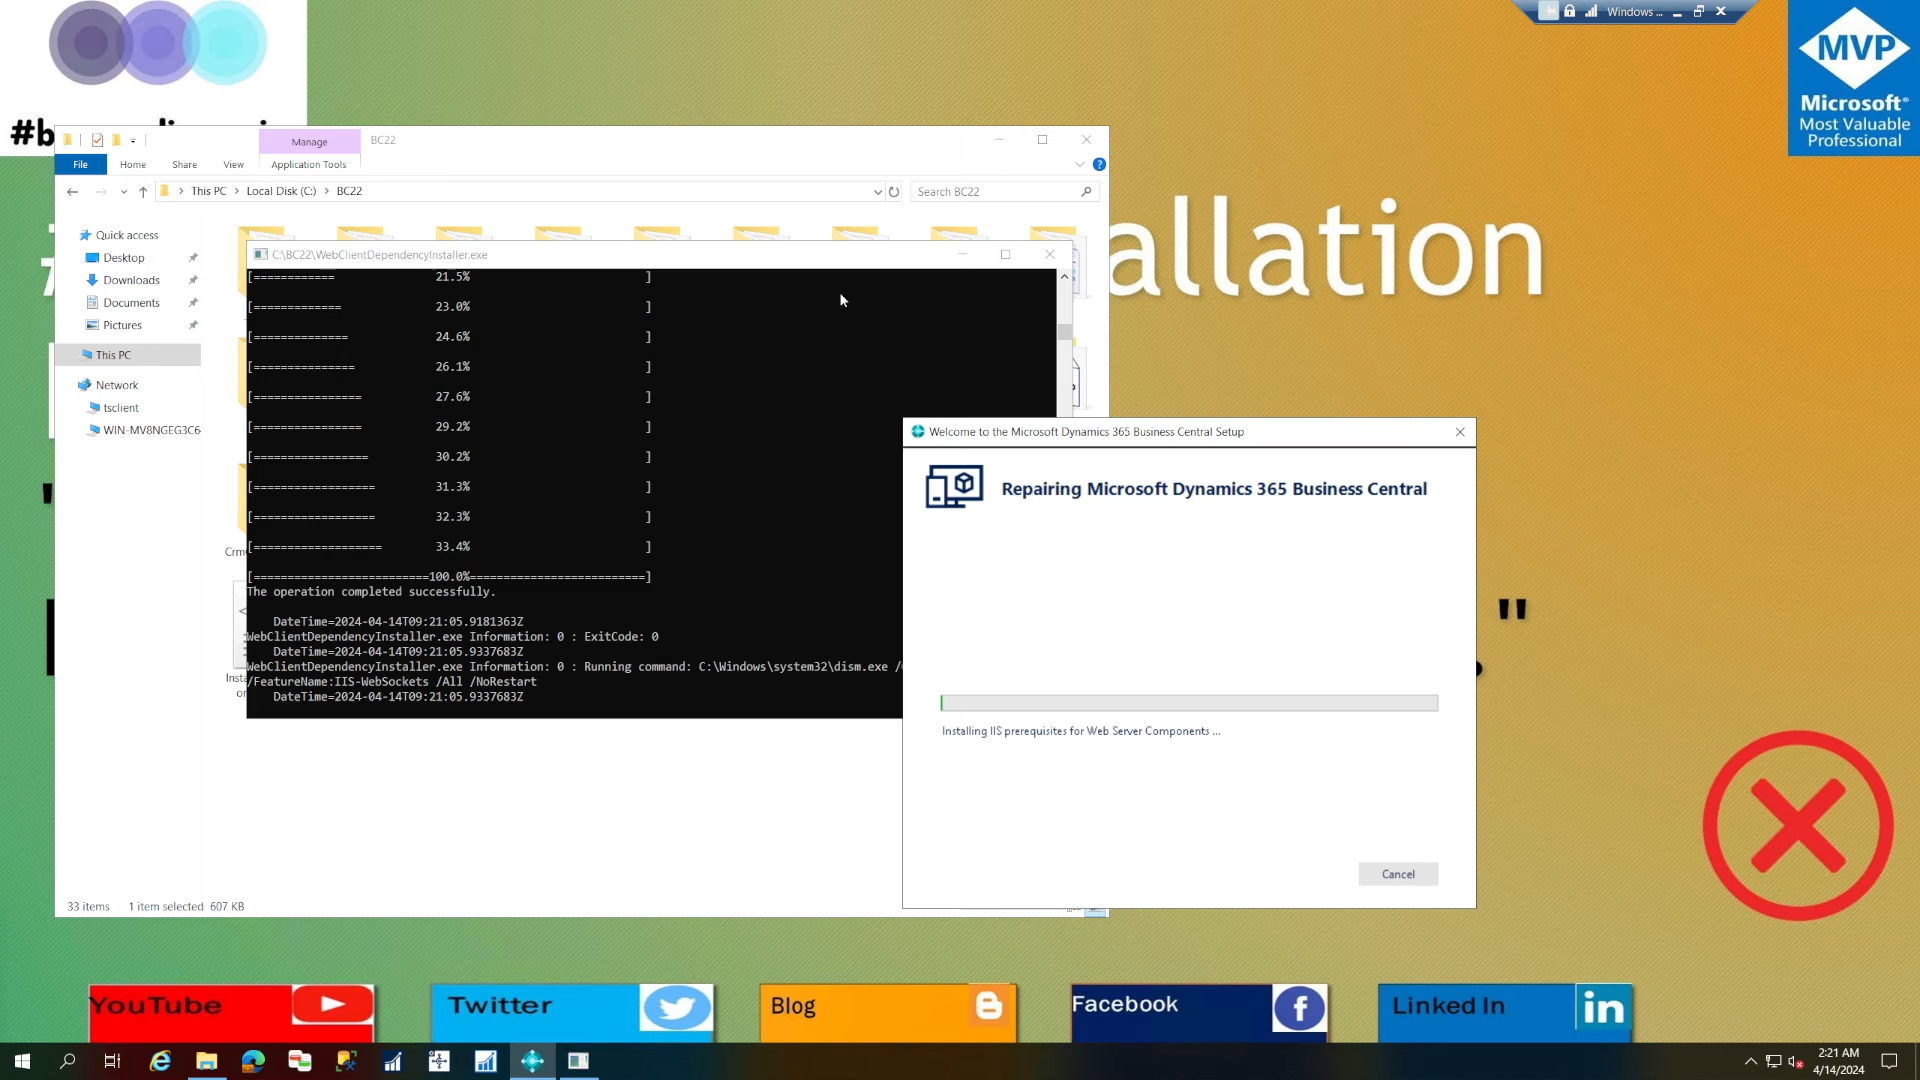 Windows ...
MVP
Microsoft®
Most Valuable
Professional
allation
Manage
BC22
File
Home
Share
View
Application Tools
This PC
Local Disk (C:)
BC22
Search BC22
Quick access
Desktop
Downloads
Documents
Pictures
This PC
Network
tsclient
WIN-MV8NGEG3C6
C:\BC22\WebClientDependencyInstaller.exe
[============ 21.5% ]
[============= 23.0% ]
[============== 24.6% ]
[=============== 26.1% ]
[================ 27.6% ]
[================ 29.2% ]
[================= 30.2% ]
[================== 31.3% ]
[================== 32.3% ]
[=================== 33.4% ]
[==========================100.0%==========================]
The operation completed successfully.
DateTime=2024-04-14T09:21:05.9181363Z
WebClientDependencyInstaller.exe Information: 0 : ExitCode: 0
DateTime=2024-04-14T09:21:05.9337683Z
WebClientDependencyInstaller.exe Information: 0 : Running command: C:\Windows\system32\dism.exe /
/FeatureName:IIS-WebSockets /All /NoRestart
DateTime=2024-04-14T09:21:05.9337683Z
Welcome to the Microsoft Dynamics 365 Business Central Setup
Repairing Microsoft Dynamics 365 Business Central
Installing IIS prerequisites for Web Server Components ...
Cancel
33 items
1 item selected 607 KB
YouTube
Twitter
Blog
Facebook
Linked In
in
2:21 AM
4/14/2024